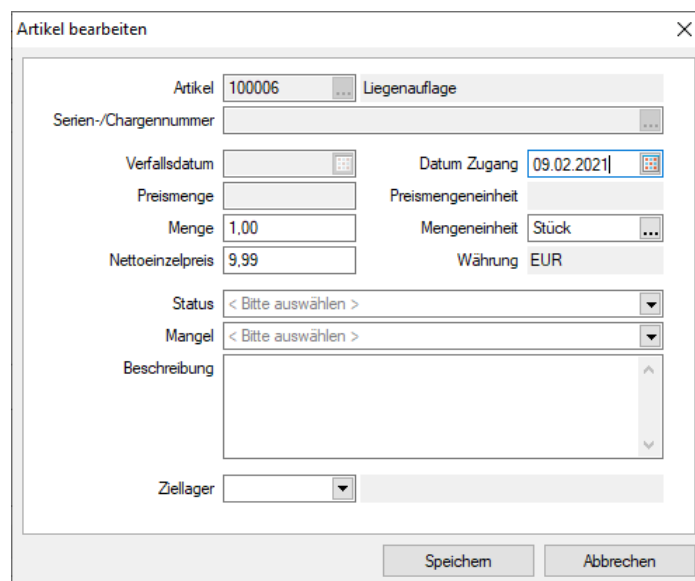 Artikel bearbeiten
Artikel 100006 ... Liegenauflage
Serien-/Chargennummer ...
Verfallsdatum Datum Zugang 09.02.2021
Preismenge Preismengeneinheit
Menge 1,00 Mengeneinheit Stück ...
Nettoeinzelpreis 9,99 Währung EUR
Status < Bitte auswählen >
Mangel < Bitte auswählen >
Beschreibung
Ziellager
Speichern Abbrechen